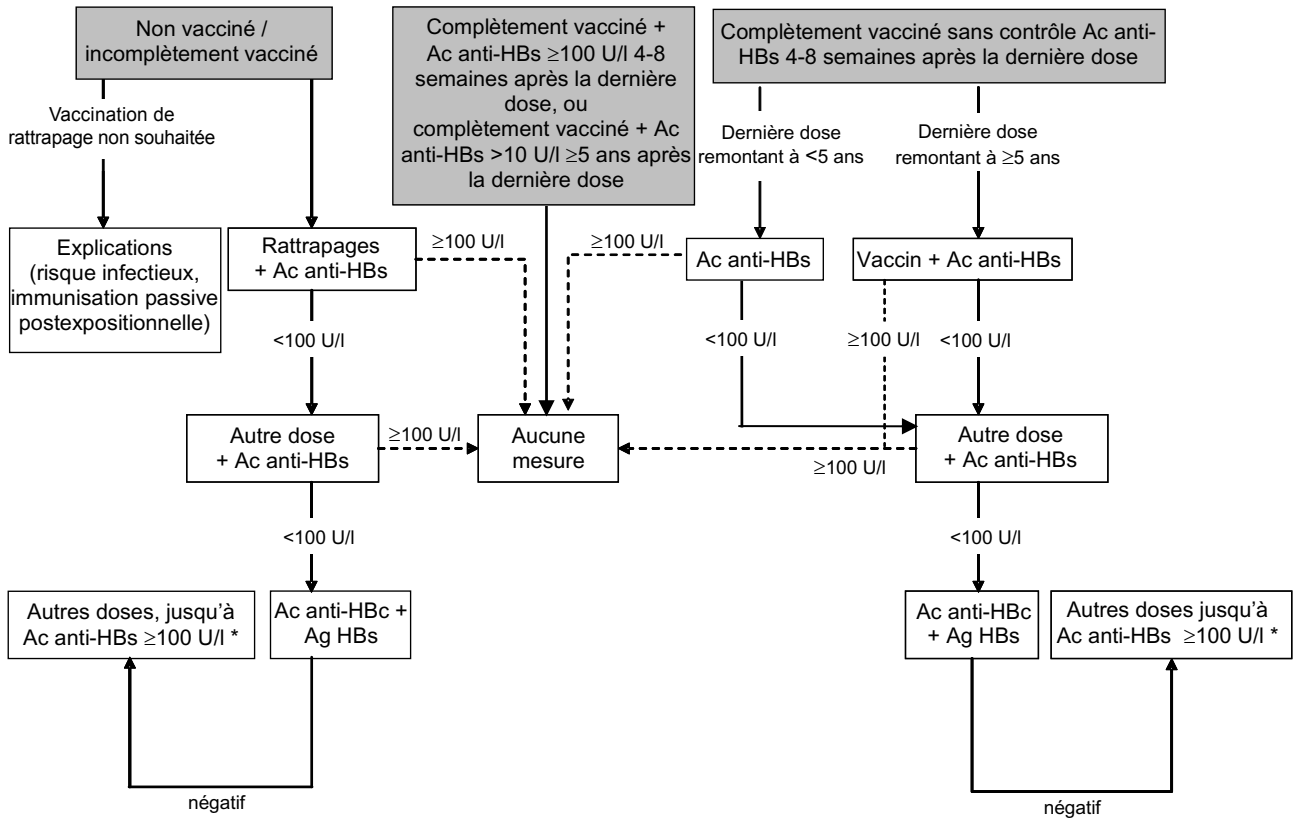 Non vacciné /
incomplètement vacciné
Complètement vacciné +
Ac anti-HBs ≥100 U/l 4-8
semaines après la dernière
dose, ou
complètement vacciné + Ac
anti-HBs >10 U/l ≥5 ans après
la dernière dose
Complètement vacciné sans contrôle Ac anti-
HBs 4-8 semaines après la dernière dose
Vaccination de
rattrapage non souhaitée
Dernière dose
remontant à <5 ans
Dernière dose
remontant à ≥5 ans
Explications
(risque infectieux,
immunisation passive
postexpositionnelle)
Rattrapages
+ Ac anti-HBs
≥100 U/l
≥100 U/l
Ac anti-HBs
Vaccin + Ac anti-HBs
<100 U/l
<100 U/l
≥100 U/l
<100 U/l
Autre dose
+ Ac anti-HBs
≥100 U/l
Aucune
mesure
≥100 U/l
Autre dose
+ Ac anti-HBs
<100 U/l
<100 U/l
Autres doses, jusqu'à
Ac anti-HBs ≥100 U/l *
Ac anti-HBc +
Ag HBs
Ac anti-HBc
+ Ag HBs
Autres doses jusqu'à
Ac anti-HBs ≥100 U/l *
négatif
négatif